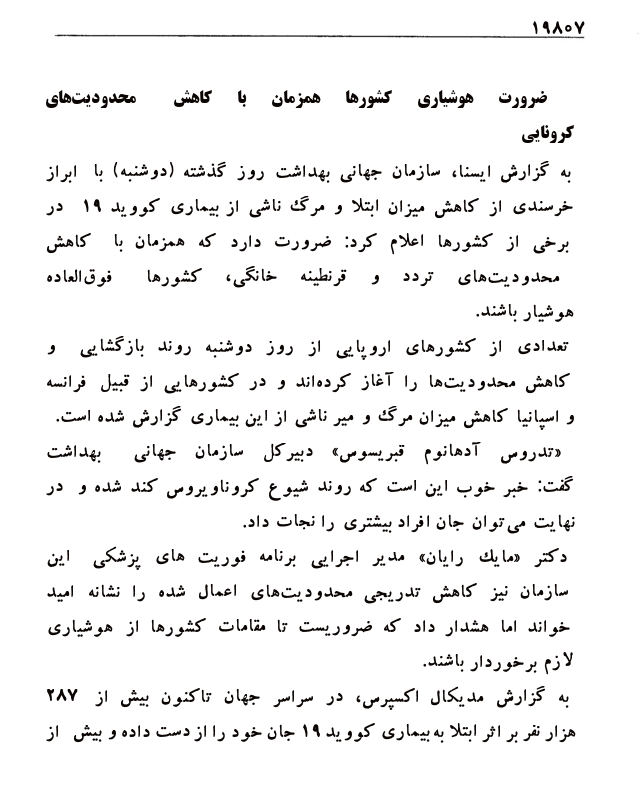 ۱۹۸۰۷
ضرورت هوشیاری کشورها همزمان با کاهش محدودیت‌های
کرونایی
به گزارش ایسنا، سازمان جهانی بهداشت روز گذشته (دوشنبه) با ابراز
خرسندی از کاهش میزان ابتلا و مرگ ناشی از بیماری کووید ۱۹ در
برخی از کشورها اعلام کرد: ضرورت دارد که همزمان با کاهش
محدودیت‌های تردد و قرنطینه خانگی، کشورها فوق‌العاده
هوشیار باشند.
تعدادی از کشورهای اروپایی از روز دوشنبه روند بازگشایی و
کاهش محدودیت‌ها را آغاز کرده‌اند و در کشورهایی از قبیل فرانسه
و اسپانیا کاهش میزان مرگ و میر ناشی از این بیماری گزارش شده است.
«تدروس آدهانوم قبریسوس» دبیرکل سازمان جهانی بهداشت
گفت: خبر خوب این است که روند شیوع کروناویروس کند شده و در
نهایت می‌توان جان افراد بیشتری را نجات داد.
دکتر «مایك رایان» مدیر اجرایی برنامه فوریت های پزشکی این
سازمان نیز کاهش تدریجی محدودیت‌های اعمال شده را نشانه امید
خواند اما هشدار داد که ضروریست تا مقامات کشورها از هوشیاری
لازم برخوردار باشند.
به گزارش مدیکال اکسپرس، در سراسر جهان تاکنون بیش از ۲۸۷
هزار نفر بر اثر ابتلا به بیماری کووید ۱۹ جان خود را از دست داده و بیش از